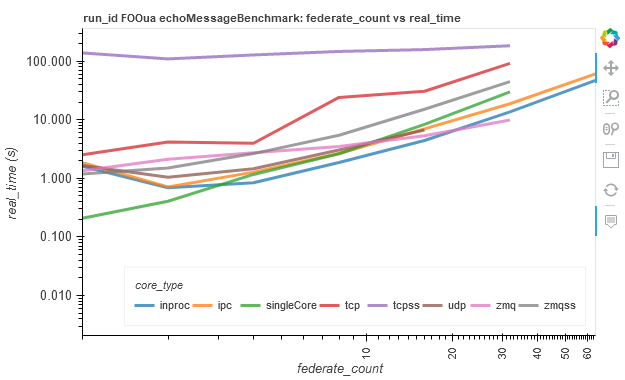 run_id FOOua echoMessageBenchmark: federate_count vs real_time
real_time (s)
100.000
10.000
1.000
0.100
0.010
core_type
inproc ipc singleCore tcp tcpss udp zmq zmqss
10 20 30 40 50 60
federate_count